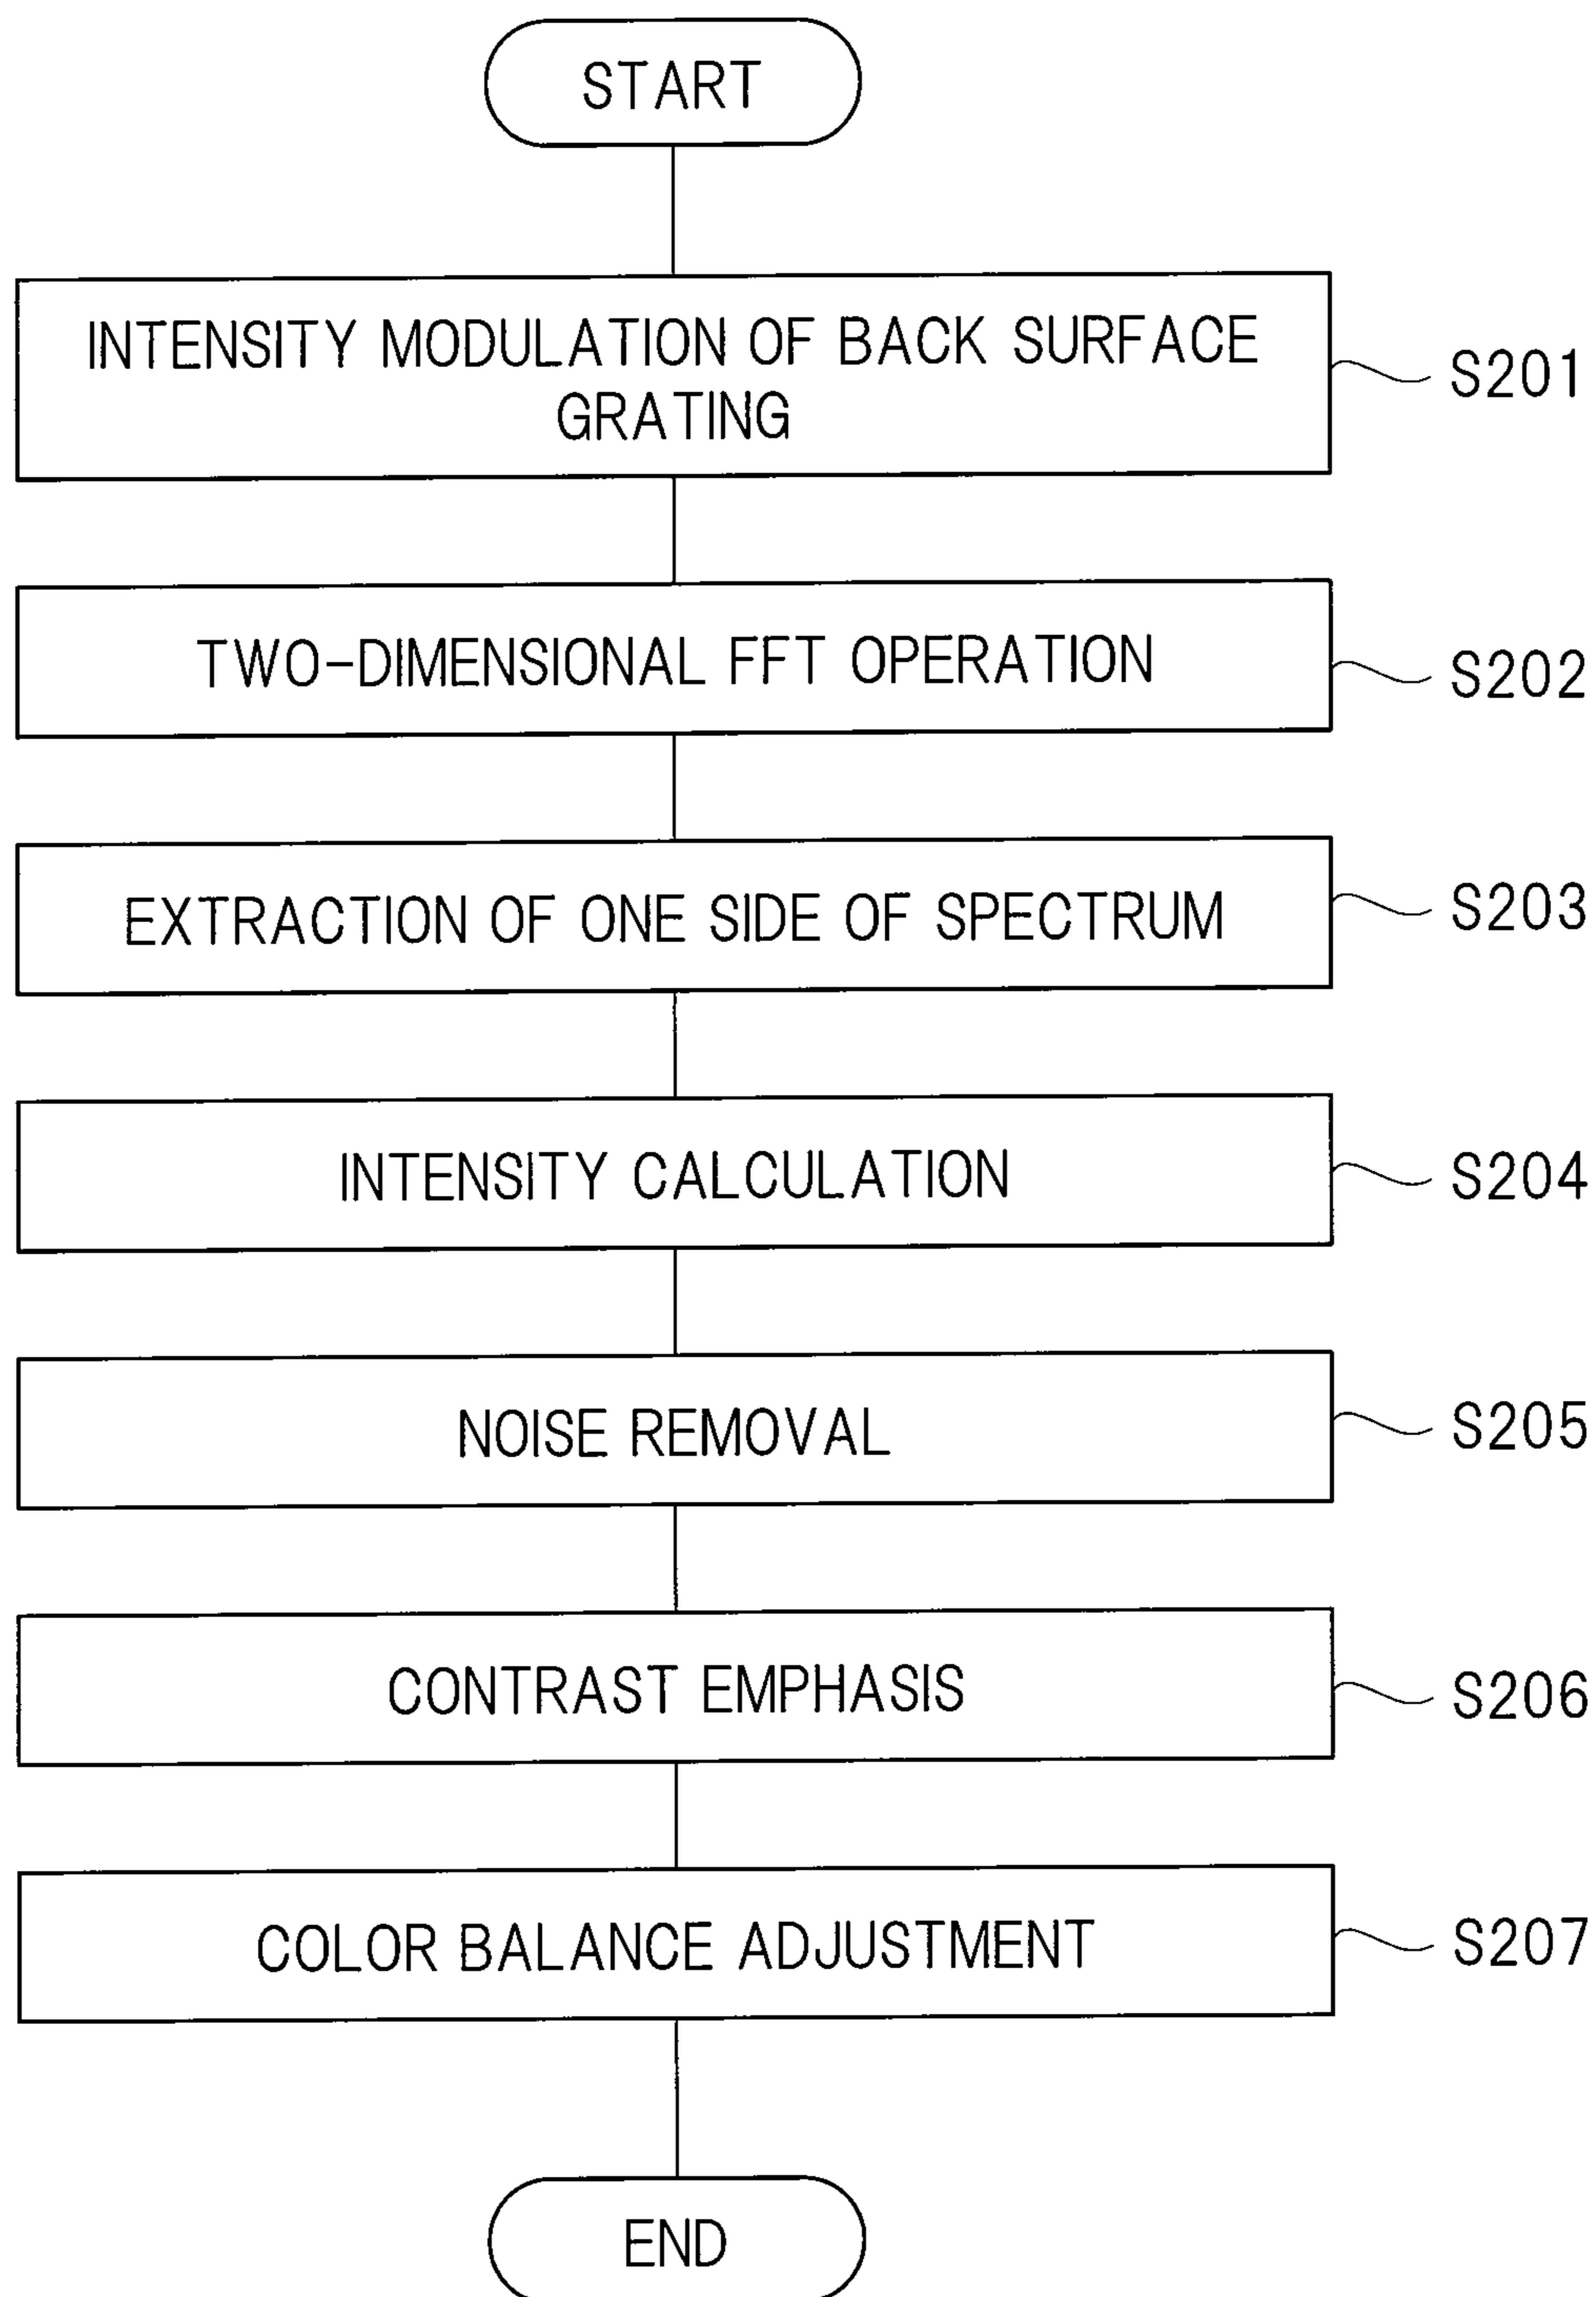 START
INTENSITY MODULATION OF BACK SURFACE
GRATING
S201
TWO-DIMENSIONAL FFT OPERATION
S202
EXTRACTION OF ONE SIDE OF SPECTRUM
S203
INTENSITY CALCULATION
S204
NOISE REMOVAL
S205
CONTRAST EMPHASIS
S206
COLOR BALANCE ADJUSTMENT
S207
END